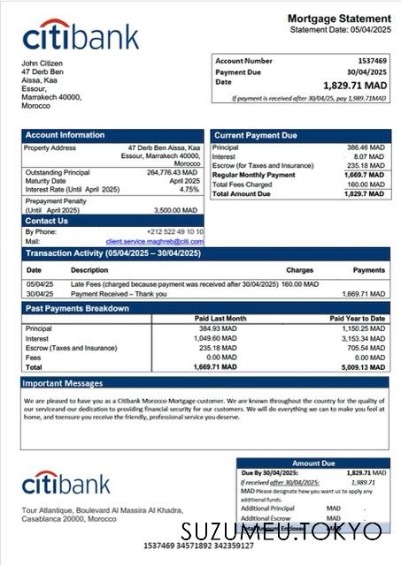 citibank
Mortgage Statement
Statement Date: 05/04/2025
John Citizen
47 Derb Ben
Aissa, Kaa
Essour,
Marrakech 40000,
Morocco
Account Number 1537469
Payment Due 30/04/2025
Date 1,829.71 MAD
If payment is received after 30/04/25, pay 1,989.71MAD
Account Information
Property Address 47 Derb Ben Aissa, Kaa
Essour, Marrakech 40000,
Morocco
Outstanding Principal 264,776.43 MAD
Maturity Date April 2025
Interest Rate (Until April 2025) 4.75%
Prepayment Penalty
(Until April 2025) 3,500.00 MAD
Contact Us
By Phone: +212 522 49 10 10
Mail: client.service.maghreb@citi.com
Current Payment Due
Principal 386.46 MAD
Interest 8.07 MAD
Escrow (for Taxes and Insurance) 235.18 MAD
Regular Monthly Payment 1,669.7 MAD
Total Fees Charged 160.00 MAD
Total Amount Due 1,829.7 MAD
Transaction Activity (05/04/2025 – 30/04/2025)
Date Description Charges Payments
05/04/25 Late Fees (charged because payment was received after 30/04/2025) 160.00 MAD
30/04/25 Payment Received – Thank you 1,669.71 MAD
Past Payments Breakdown
Paid Last Month Paid Year to Date
Principal 384.93 MAD 1,150.25 MAD
Interest 1,049.60 MAD 3,153.34 MAD
Escrow (Taxes and Insurance) 235.18 MAD 705.54 MAD
Fees 0.00 MAD 0.00 MAD
Total 1,669.71 MAD 5,009.13 MAD
Important Messages
We are pleased to have you as a Citibank Morocco Mortgage customer. We are known throughout the country for the quality of
our serviceand our dedication to providing financial security for our customers. We will do everything we can to make you feel at
home, and toensure you receive the friendly, professional service you deserve.
citibank
Tour Atlantique, Boulevard Al Massira Al Khadra,
Casablanca 20000, Morocco
Amount Due
Due By 30/04/2025: 1,829.71 MAD
if received after 30/04/2025: 1,989.71
MAD Please designate how you want us to apply any
additional funds.
Additional Principal MAD
Additional Escrow MAD
Total Amount Enclosed MAD
SUZUMEU.TOKYO
1537469 34571892 342359127